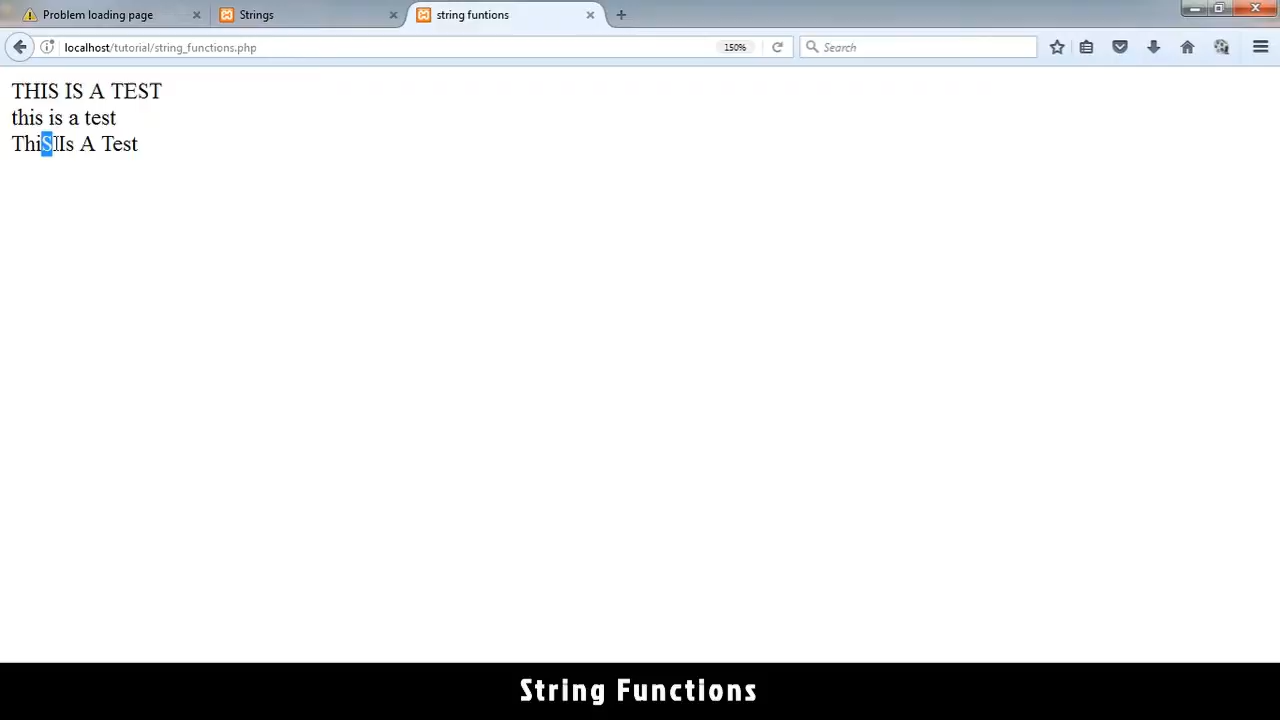 Problem loading page
Strings
string funtions
localhost/tutorial/string_functions.php
150%
Search
THIS IS A TEST
this is a test
ThiS Is A Test
String Functions